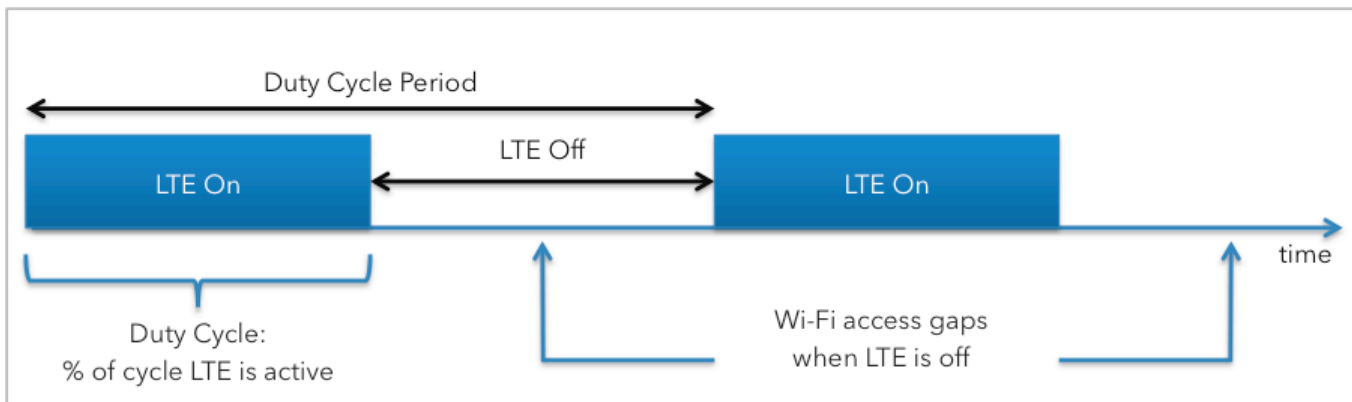 Duty Cycle Period
LTE On
LTE Off
LTE On
time
Duty Cycle:
% of cycle LTE is active
Wi-Fi access gaps
when LTE is off